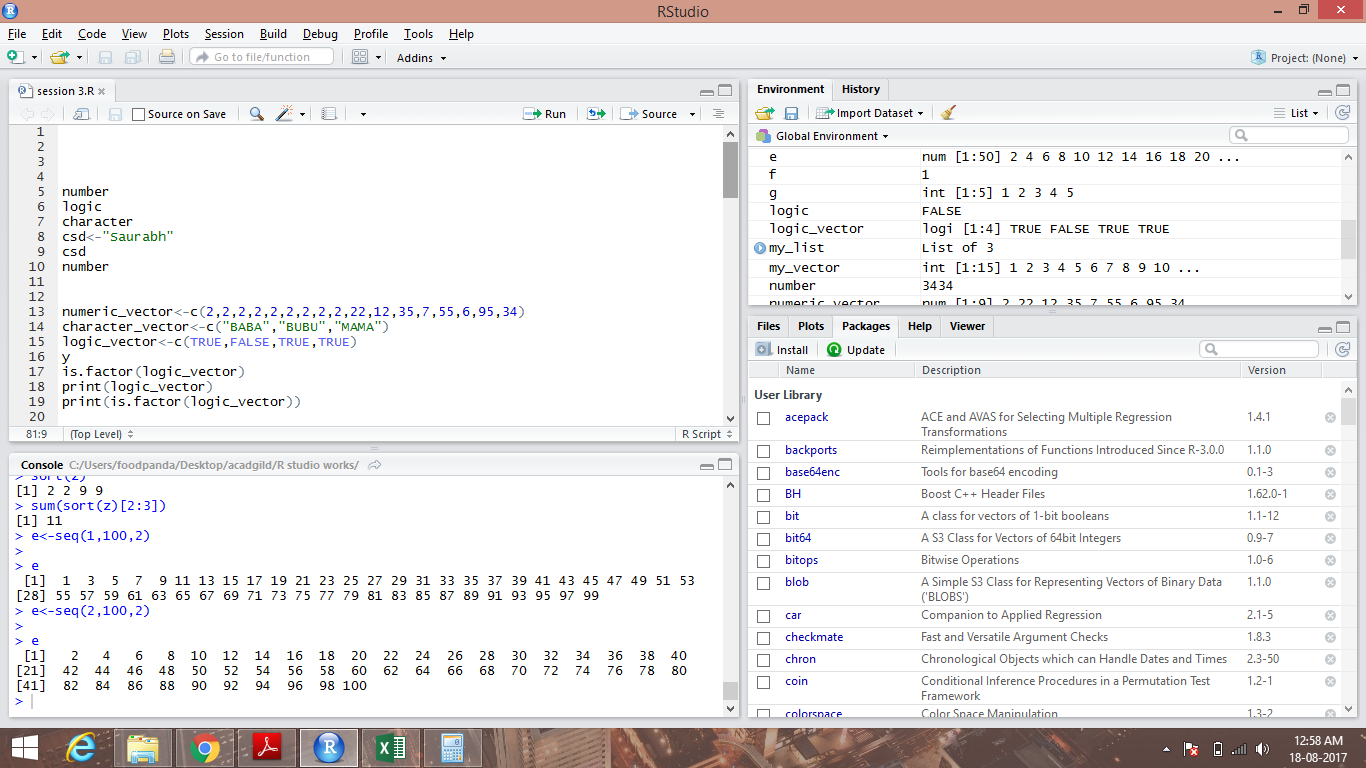 RStudio
File Edit Code View Plots Session Build Debug Profile Tools Help
Go to file/function Addins Project: (None)
session 3.R
Source on Save Run Source
1
2
3
4
5 number
6 logic
7 character
8 csd<-"Saurabh"
9 csd
10 number
11
12
13 numeric_vector<-c(2,2,2,2,2,2,2,2,2,22,12,35,7,55,6,95,34)
14 character_vector<-c("BABA","BUBU","MAMA")
15 logic_vector<-c(TRUE,FALSE,TRUE,TRUE)
16 y
17 is.factor(logic_vector)
18 print(logic_vector)
19 print(is.factor(logic_vector))
20
81:9 (Top Level) R Script
Console C:/Users/foodpanda/Desktop/acadgild/R studio works/
> sort(z)
[1] 2 2 9 9
> sum(sort(z)[2:3])
[1] 11
> e<-seq(1,100,2)
>
> e
[1] 1 3 5 7 9 11 13 15 17 19 21 23 25 27 29 31 33 35 37 39 41 43 45 47 49 51 53
[28] 55 57 59 61 63 65 67 69 71 73 75 77 79 81 83 85 87 89 91 93 95 97 99
> e<-seq(2,100,2)
>
> e
[1] 2 4 6 8 10 12 14 16 18 20 22 24 26 28 30 32 34 36 38 40
[21] 42 44 46 48 50 52 54 56 58 60 62 64 66 68 70 72 74 76 78 80
[41] 82 84 86 88 90 92 94 96 98 100
>
Environment History
Import Dataset List
Global Environment
e num [1:50] 2 4 6 8 10 12 14 16 18 20 ...
f 1
g int [1:5] 1 2 3 4 5
logic FALSE
logic_vector logi [1:4] TRUE FALSE TRUE TRUE
my_list List of 3
my_vector int [1:15] 1 2 3 4 5 6 7 8 9 10 ...
number 3434
numeric_vector num [1:9] 2 22 12 35 7 55 6 95 34
Files Plots Packages Help Viewer
Install Update
Name Description Version
User Library
acepack ACE and AVAS for Selecting Multiple Regression Transformations 1.4.1
backports Reimplementations of Functions Introduced Since R-3.0.0 1.1.0
base64enc Tools for base64 encoding 0.1-3
BH Boost C++ Header Files 1.62.0-1
bit A class for vectors of 1-bit booleans 1.1-12
bit64 A S3 Class for Vectors of 64bit Integers 0.9-7
bitops Bitwise Operations 1.0-6
blob A Simple S3 Class for Representing Vectors of Binary Data ('BLOBS') 1.1.0
car Companion to Applied Regression 2.1-5
checkmate Fast and Versatile Argument Checks 1.8.3
chron Chronological Objects which can Handle Dates and Times 2.3-50
coin Conditional Inference Procedures in a Permutation Test Framework 1.2-1
colorspace Color Space Manipulation 1.3-2
12:58 AM
18-08-2017